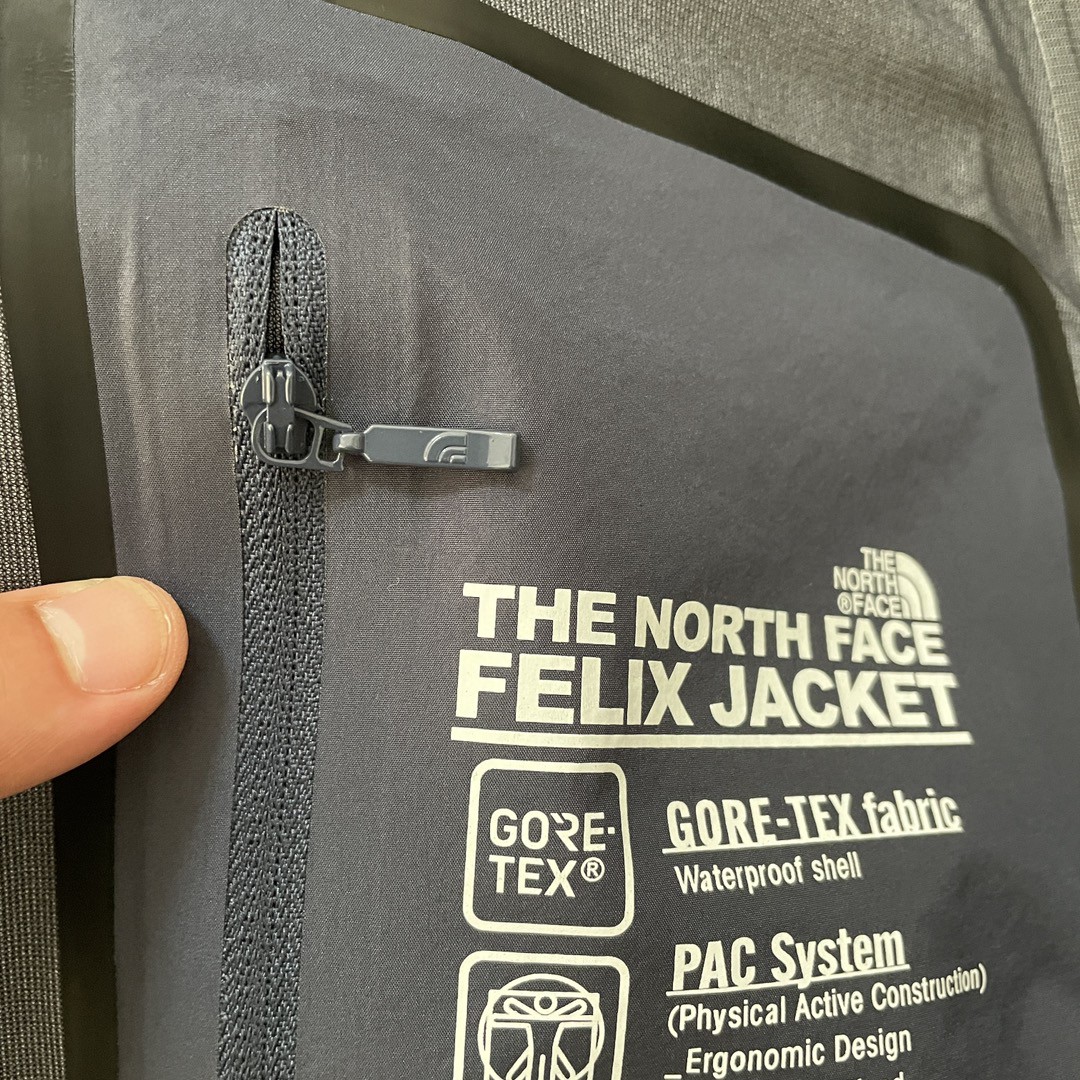 THE
NORTH
®FACE
THE NORTH FACE
FELIX JACKET
GORE-
TEX®
GORE-TEX fabric
Waterproof shell
PAC System
(Physical Active Construction)
_Ergonomic Design